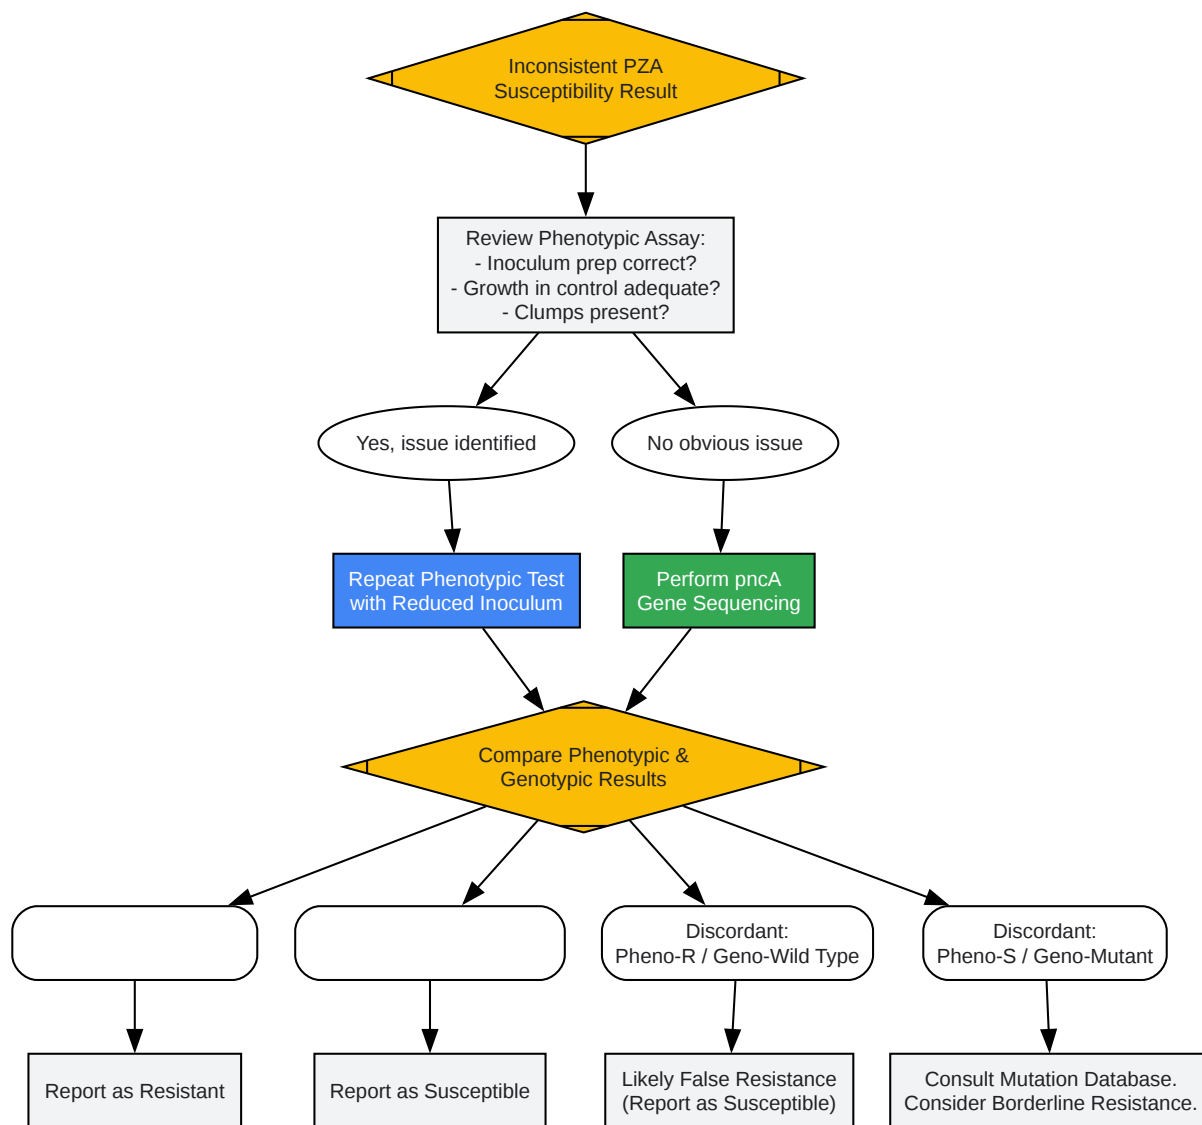 Inconsistent PZA
Susceptibility Result
Review Phenotypic Assay:
- Inoculum prep correct?
- Growth in control adequate?
- Clumps present?
Yes, issue identified
No obvious issue
Repeat Phenotypic Test
with Reduced Inoculum
Perform pncA
Gene Sequencing
Compare Phenotypic &
Genotypic Results
Discordant:
Pheno-R / Geno-Wild Type
Discordant:
Pheno-S / Geno-Mutant
Report as Resistant
Report as Susceptible
Likely False Resistance
(Report as Susceptible)
Consult Mutation Database.
Consider Borderline Resistance.